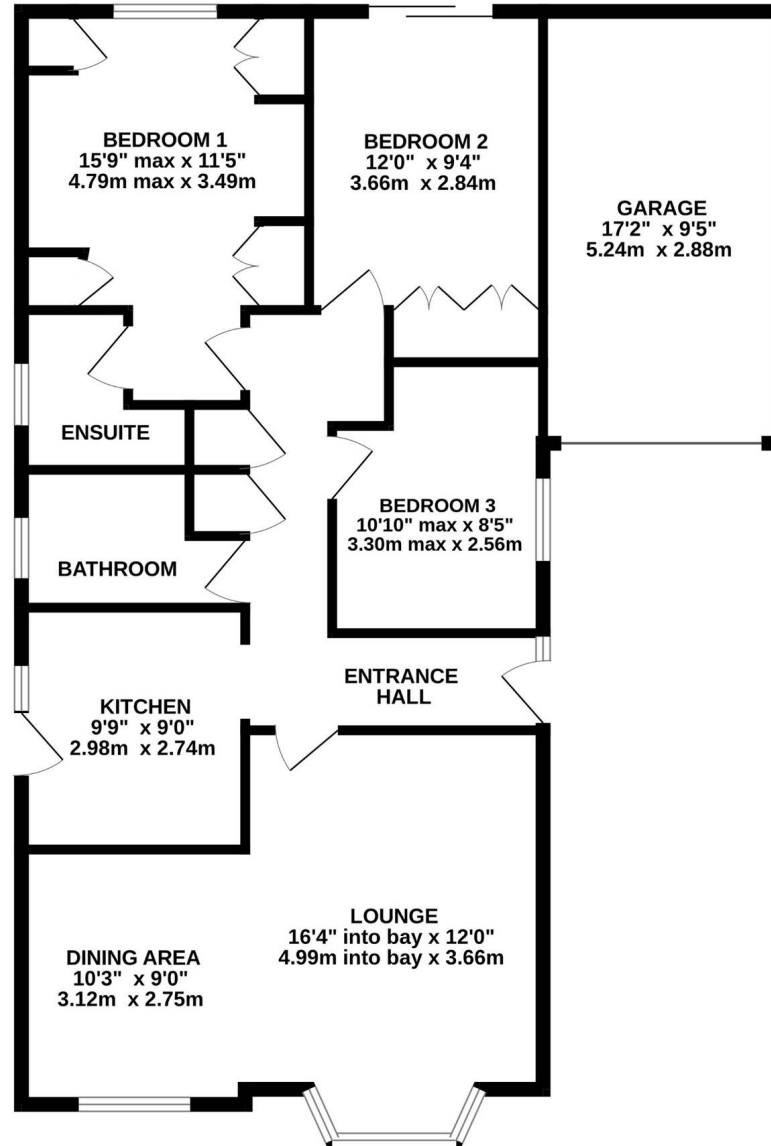 BEDROOM 1
15'9" max x 11'5"
4.79m max x 3.49m
BEDROOM 2
12'0" x 9'4"
3.66m x 2.84m
GARAGE
17'2" x 9'5"
5.24m x 2.88m
ENSUITE
BEDROOM 3
10'10" max x 8'5"
3.30m max x 2.56m
BATHROOM
ENTRANCE
HALL
KITCHEN
9'9" x 9'0"
2.98m x 2.74m
LOUNGE
16'4" into bay x 12'0"
4.99m into bay x 3.66m
DINING AREA
10'3" x 9'0"
3.12m x 2.75m